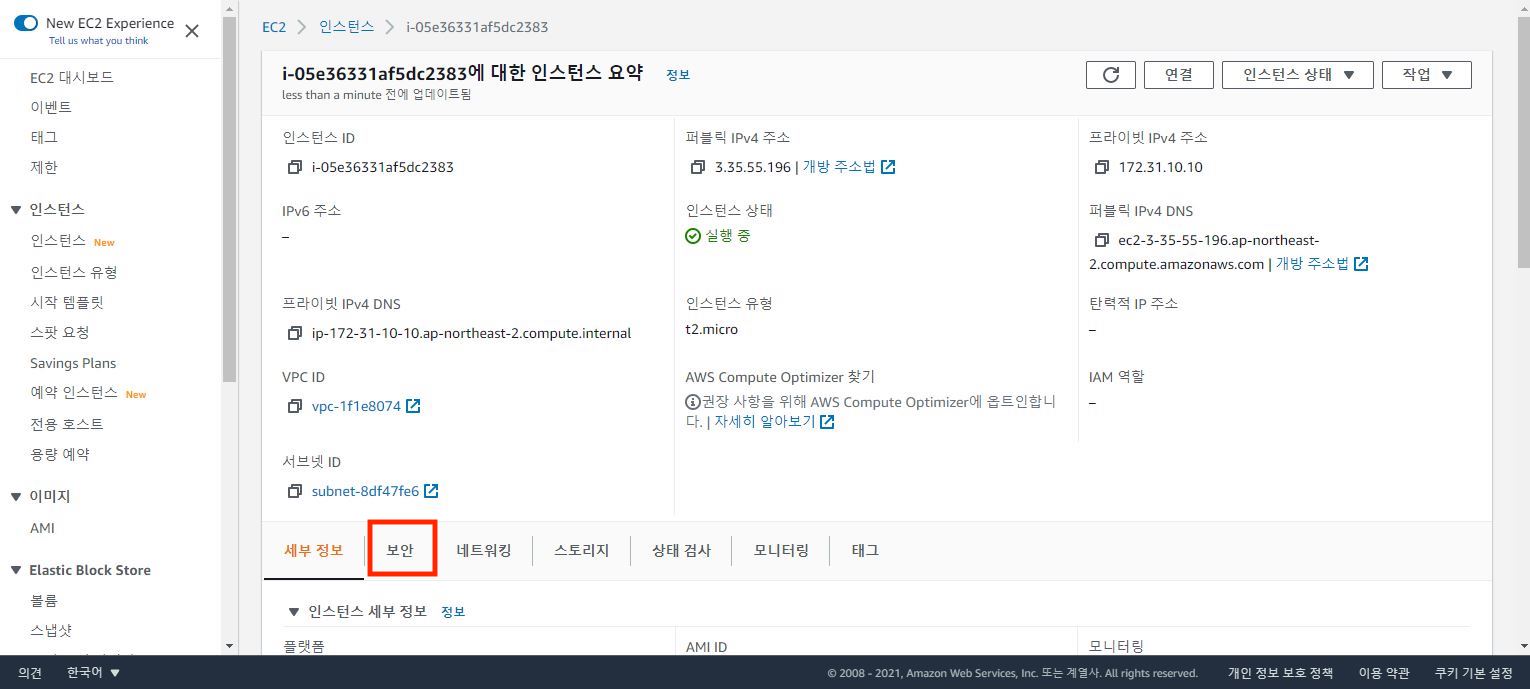 New EC2 Experience
Tell us what you think
EC2 대시보드
이벤트
태그
제한
인스턴스
인스턴스 New
인스턴스 유형
시작 템플릿
스팟 요청
Savings Plans
예약 인스턴스 New
전용 호스트
용량 예약
이미지
AMI
Elastic Block Store
볼륨
스냅샷
EC2 > 인스턴스 > i-05e36331af5dc2383
i-05e36331af5dc2383에 대한 인스턴스 요약 정보
less than a minute 전에 업데이트됨
연결
인스턴스 상태
작업
인스턴스 ID
i-05e36331af5dc2383
퍼블릭 IPv4 주소
3.35.55.196 | 개방 주소법
프라이빗 IPv4 주소
172.31.10.10
IPv6 주소
–
인스턴스 상태
실행 중
퍼블릭 IPv4 DNS
ec2-3-35-55-196.ap-northeast-
2.compute.amazonaws.com | 개방 주소법
프라이빗 IPv4 DNS
ip-172-31-10-10.ap-northeast-2.compute.internal
인스턴스 유형
t2.micro
탄력적 IP 주소
–
VPC ID
vpc-1f1e8074
AWS Compute Optimizer 찾기
권장 사항을 위해 AWS Compute Optimizer에 옵트인합니
다. | 자세히 알아보기
IAM 역할
–
서브넷 ID
subnet-8df47fe6
세부 정보
보안
네트워킹
스토리지
상태 검사
모니터링
태그
인스턴스 세부 정보 정보
플랫폼
AMI ID
모니터링
의견
한국어
© 2008 - 2021, Amazon Web Services, Inc. 또는 계열사. All rights reserved.
개인 정보 보호 정책
이용 약관
쿠키 기본 설정